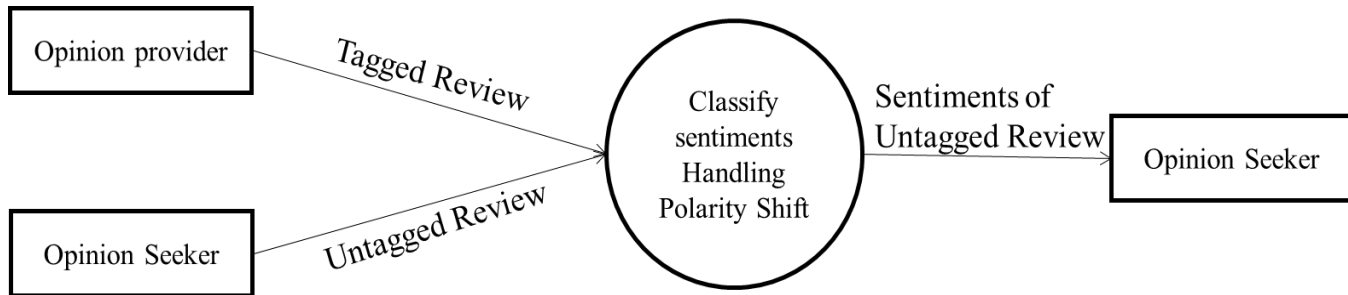 Opinion provider
Tagged Review
Classify
sentiments
Handling
Polarity Shift
Sentiments of
Untagged Review
Opinion Seeker
Untagged Review
Opinion Seeker